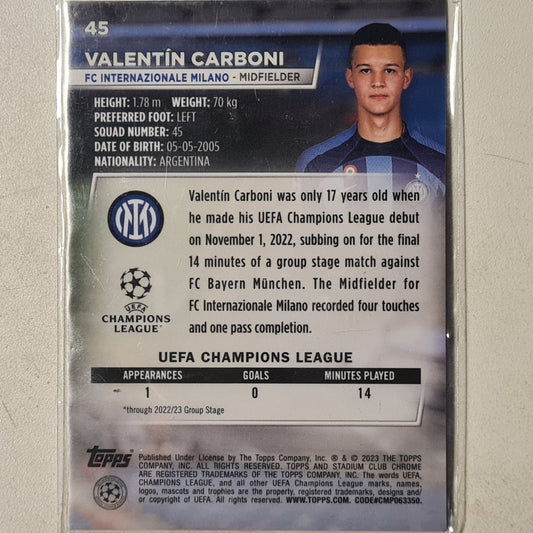 45
VALENTÍN CARBONI
FC INTERNAZIONALE MILANO - MIDFIELDER
HEIGHT: 1.78 m WEIGHT: 70 kg
PREFERRED FOOT: LEFT
SQUAD NUMBER: 45
DATE OF BIRTH: 05-05-2005
NATIONALITY: ARGENTINA
Valentín Carboni was only 17 years old when
he made his UEFA Champions League debut
on November 1, 2022, subbing on for the final
14 minutes of a group stage match against
FC Bayern München. The Midfielder for
FC Internazionale Milano recorded four touches
and one pass completion.
UEFA
CHAMPIONS
LEAGUE
UEFA CHAMPIONS LEAGUE
APPEARANCES GOALS MINUTES PLAYED
1 0 14
*through 2022/23 Group Stage
Topps
Published Under License by The Topps Company, Inc. ® & © 2023 THE TOPPS
COMPANY, INC. ALL RIGHTS RESERVED. TOPPS AND STADIUM CLUB CHROME
ARE REGISTERED TRADEMARKS OF THE TOPPS COMPANY, INC. The words UEFA,
CHAMPIONS LEAGUE, and all other UEFA Champions League marks, names,
logos, mascots and trophies are the property, registered trademarks, designs and/
or copyright of UEFA. All rights reserved. WWW.TOPPS.COM. CODE#CMP063350.